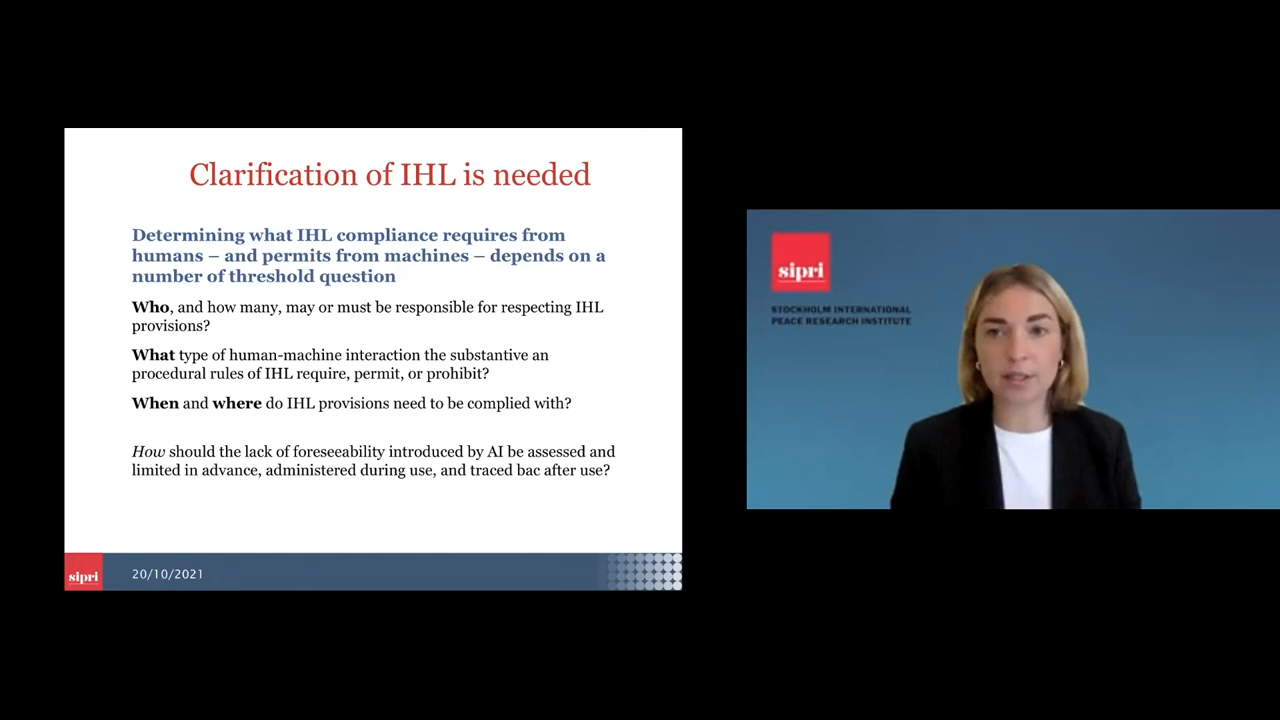 Clarification of IHL is needed
Determining what IHL compliance requires from
humans – and permits from machines – depends on a
number of threshold question
Who, and how many, may or must be responsible for respecting IHL
provisions?
What type of human-machine interaction the substantive an
procedural rules of IHL require, permit, or prohibit?
When and where do IHL provisions need to be complied with?
How should the lack of foreseeability introduced by AI be assessed and
limited in advance, administered during use, and traced bac after use?
sipri
20/10/2021
sipri
STOCKHOLM INTERNATIONAL
PEACE RESEARCH INSTITUTE